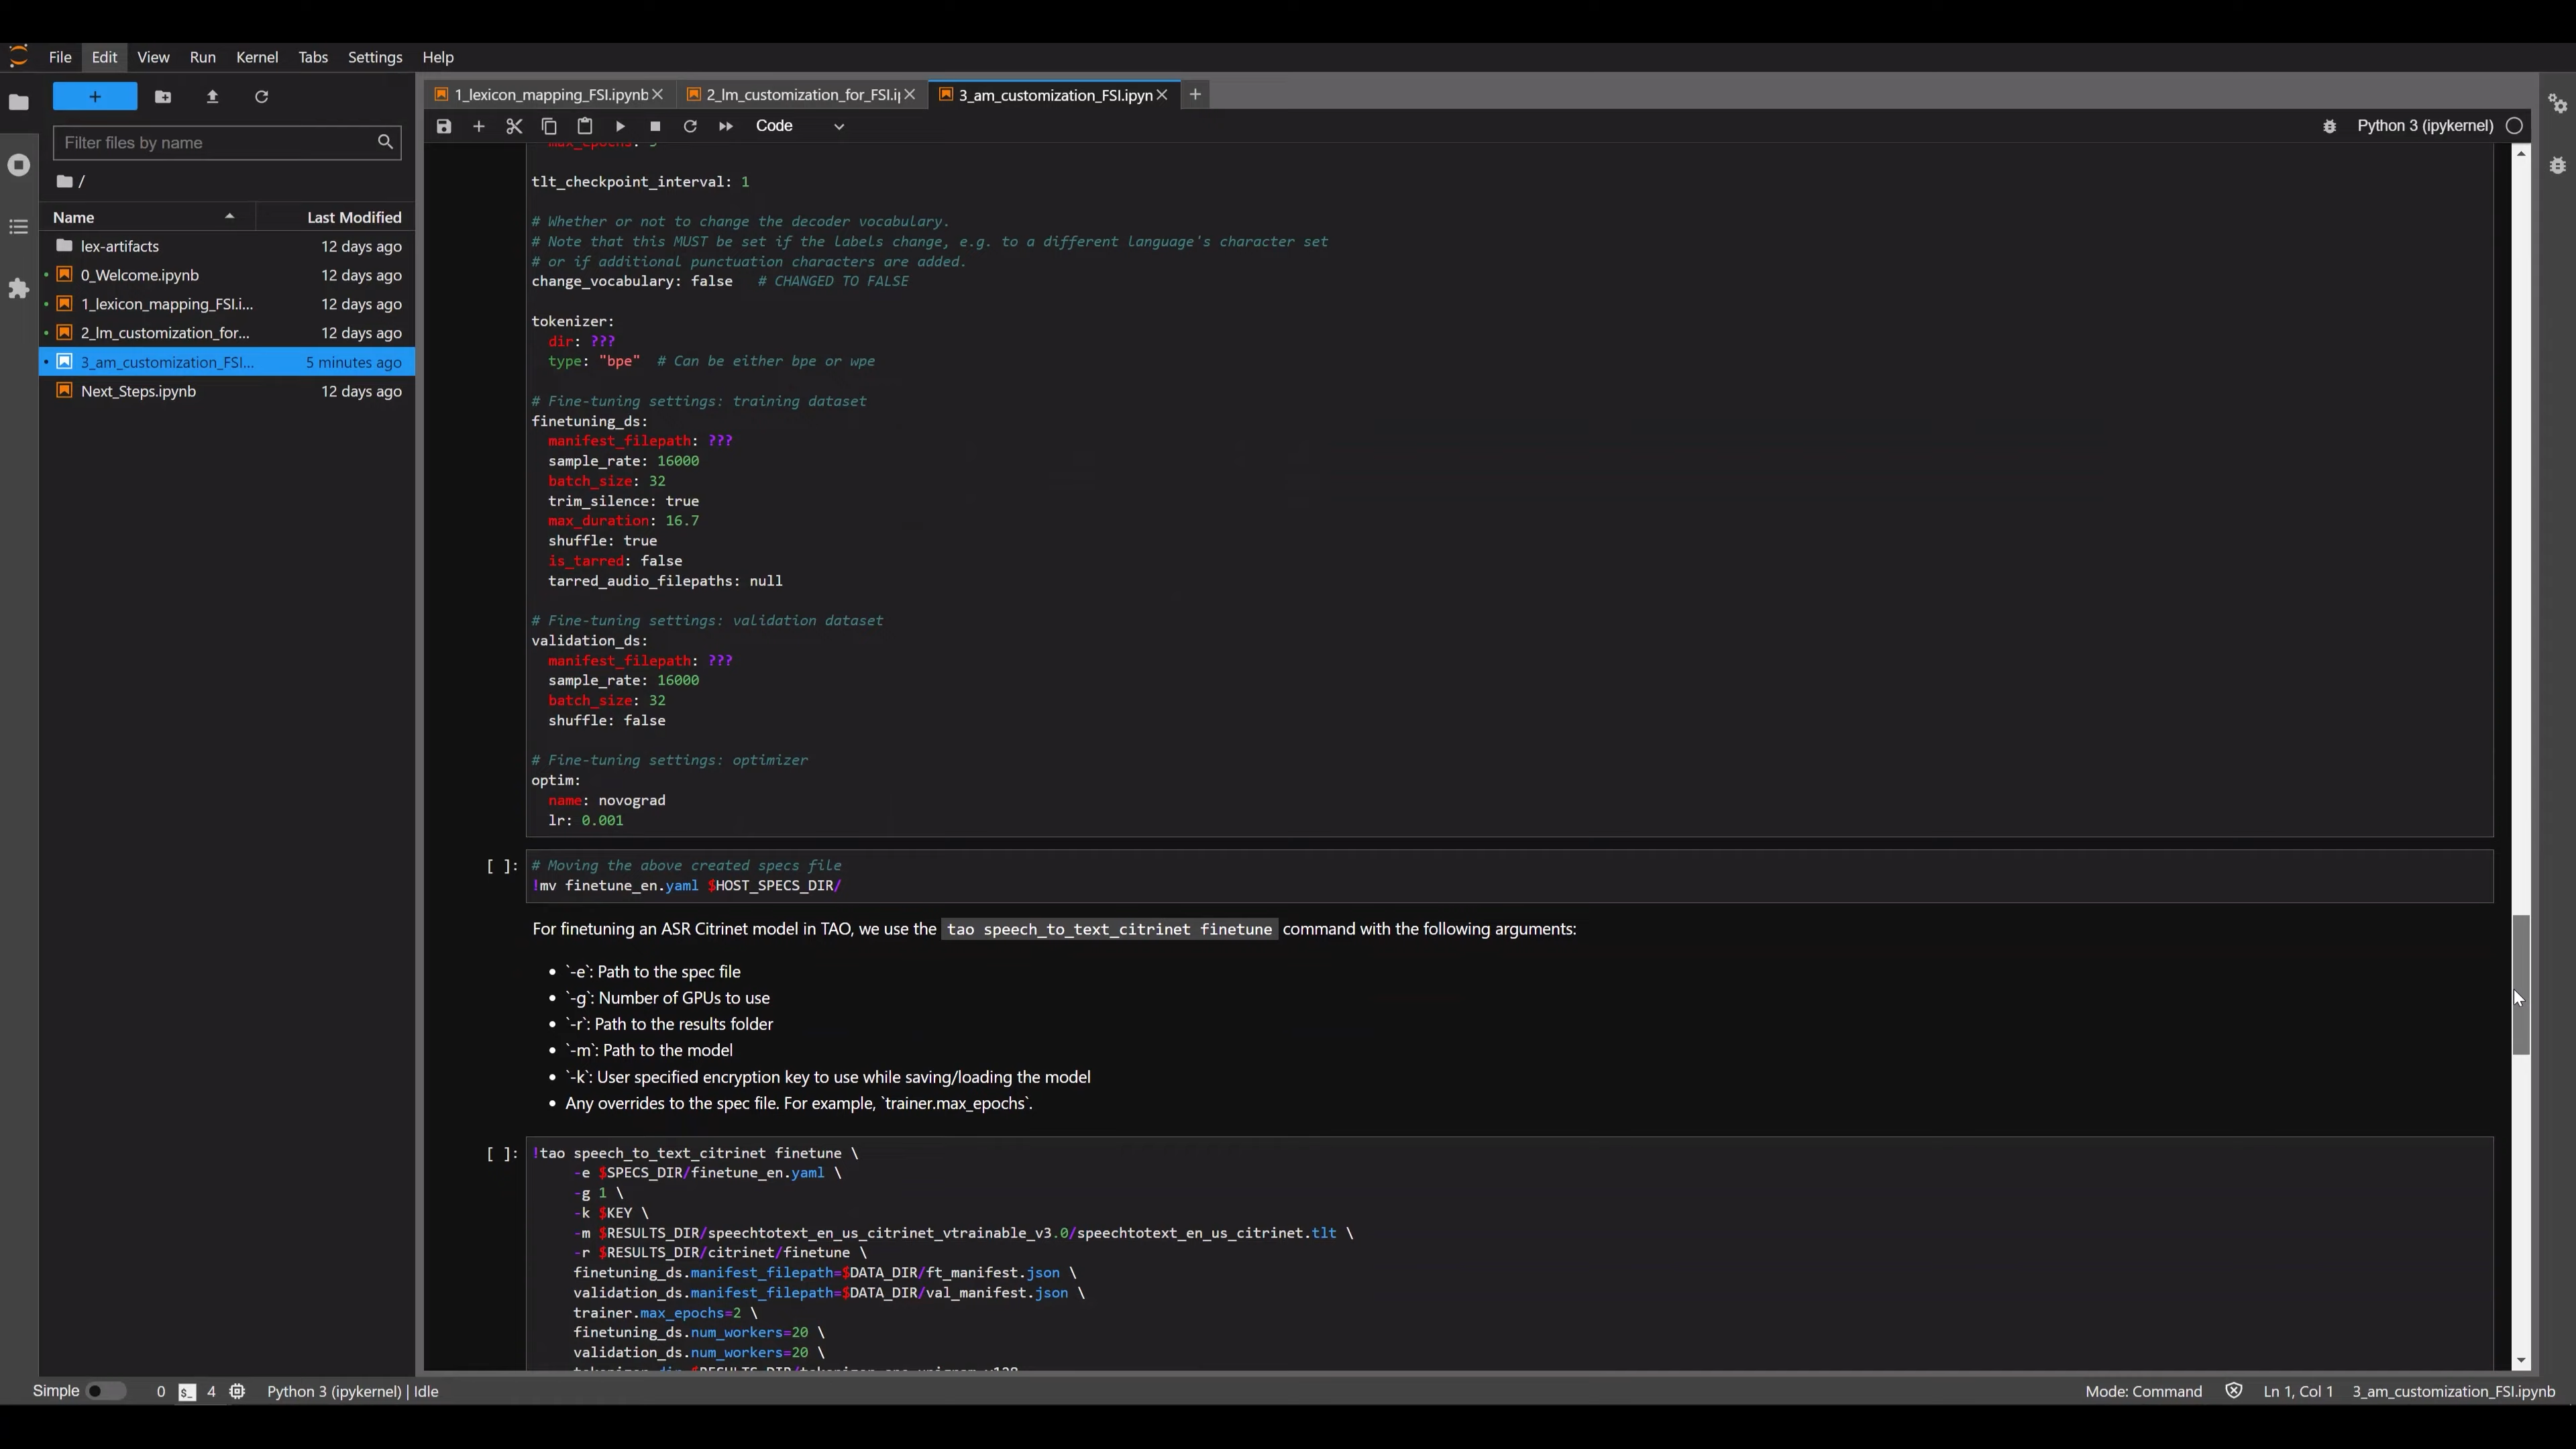 File Edit View Run Kernel Tabs Settings Help
1_lexicon_mapping_FSI.ipynb
2_lm_customization_for_FSI.i
3_am_customization_FSI.ipyn
Code
Python 3 (ipykernel)
Filter files by name
/
Name Last Modified
lex-artifacts 12 days ago
0_Welcome.ipynb 12 days ago
1_lexicon_mapping_FSI.i... 12 days ago
2_lm_customization_for... 12 days ago
3_am_customization_FSI... 5 minutes ago
Next_Steps.ipynb 12 days ago
tlt_checkpoint_interval: 1
# Whether or not to change the decoder vocabulary.
# Note that this MUST be set if the labels change, e.g. to a different language's character set
# or if additional punctuation characters are added.
change_vocabulary: false # CHANGED TO FALSE
tokenizer:
dir: ???
type: "bpe" # Can be either bpe or wpe
# Fine-tuning settings: training dataset
finetuning_ds:
manifest_filepath: ???
sample_rate: 16000
batch_size: 32
trim_silence: true
max_duration: 16.7
shuffle: true
is_tarred: false
tarred_audio_filepaths: null
# Fine-tuning settings: validation dataset
validation_ds:
manifest_filepath: ???
sample_rate: 16000
batch_size: 32
shuffle: false
# Fine-tuning settings: optimizer
optim:
name: novograd
lr: 0.001
[ ]: # Moving the above created specs file
!mv finetune_en.yaml $HOST_SPECS_DIR/
For finetuning an ASR Citrinet model in TAO, we use the tao speech_to_text_citrinet finetune command with the following arguments:
• `-e`: Path to the spec file
• `-g`: Number of GPUs to use
• `-r`: Path to the results folder
• `-m`: Path to the model
• `-k`: User specified encryption key to use while saving/loading the model
• Any overrides to the spec file. For example, `trainer.max_epochs`.
[ ]: !tao speech_to_text_citrinet finetune \
-e $SPECS_DIR/finetune_en.yaml \
-g 1 \
-k $KEY \
-m $RESULTS_DIR/speechtotext_en_us_citrinet_vtrainable_v3.0/speechtotext_en_us_citrinet.tlt \
-r $RESULTS_DIR/citrinet/finetune \
finetuning_ds.manifest_filepath=$DATA_DIR/ft_manifest.json \
validation_ds.manifest_filepath=$DATA_DIR/val_manifest.json \
trainer.max_epochs=2 \
finetuning_ds.num_workers=20 \
validation_ds.num_workers=20 \
Simple 0 $_ 4 Python 3 (ipykernel) | Idle Mode: Command Ln 1, Col 1 3_am_customization_FSI.ipynb